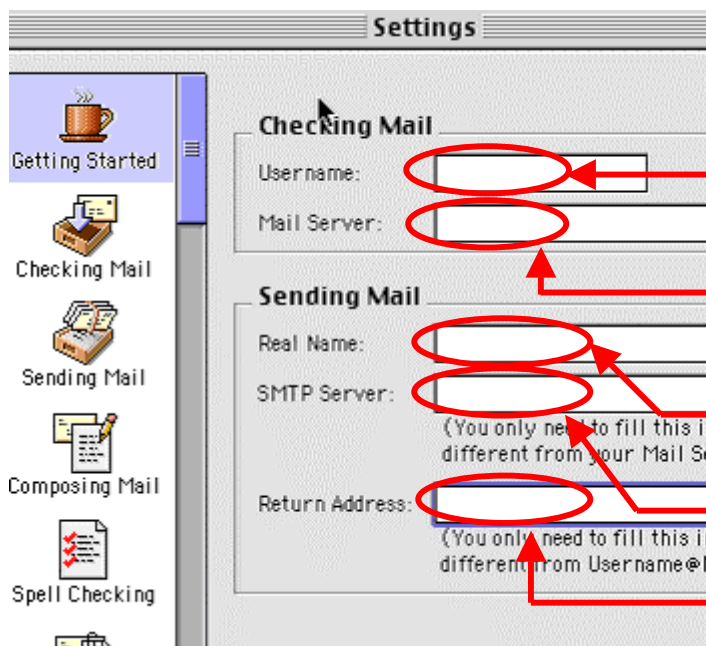 Settings
Getting Started
Checking Mail
Sending Mail
Composing Mail
Spell Checking
Checking Mail
Username:
Mail Server:
Sending Mail
Real Name:
SMTP Server:
(You only need to fill this i
different from your Mail S
Return Address:
(You only need to fill this i
different from Username@